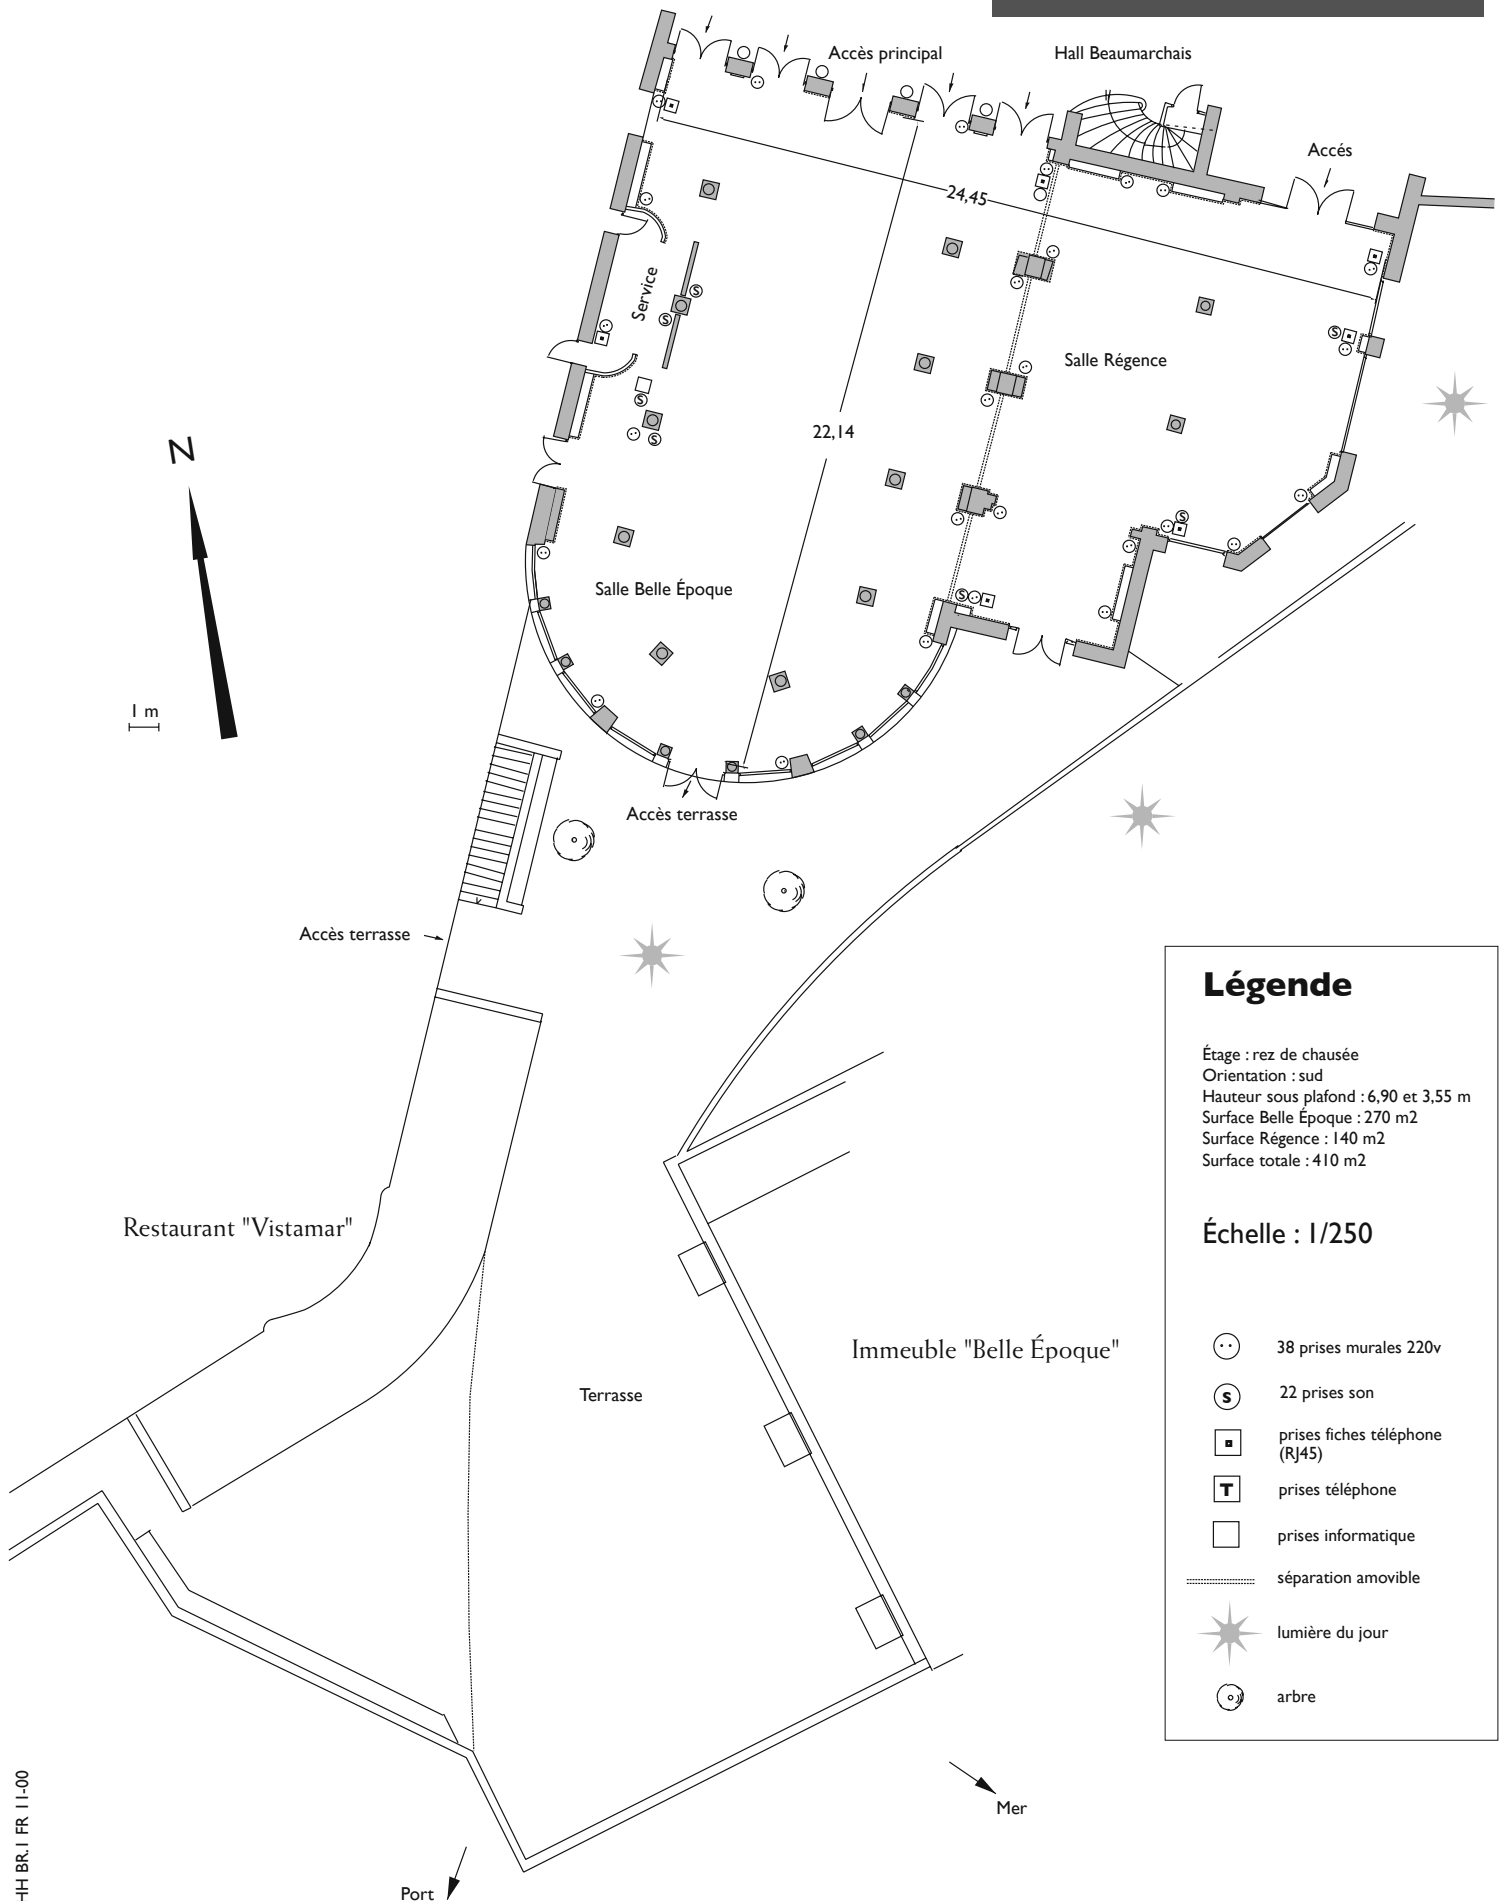 Accès principal
Hall Beaumarchais
Accés
24,45
Service
Salle Régence
22,14
N
Salle Belle Époque
1 m
Accès terrasse
Accès terrasse
Légende
Étage : rez de chausée
Orientation : sud
Hauteur sous plafond : 6,90 et 3,55 m
Surface Belle Époque : 270 m2
Surface Régence : 140 m2
Surface totale : 410 m2
Restaurant "Vistamar"
Échelle : 1/250
Immeuble "Belle Époque"
38 prises murales 220v
S 22 prises son
Terrasse
prises fiches téléphone
(RJ45)
T prises téléphone
prises informatique
séparation amovible
lumière du jour
arbre
Mer
Port
HH BR.1 FR 11-00